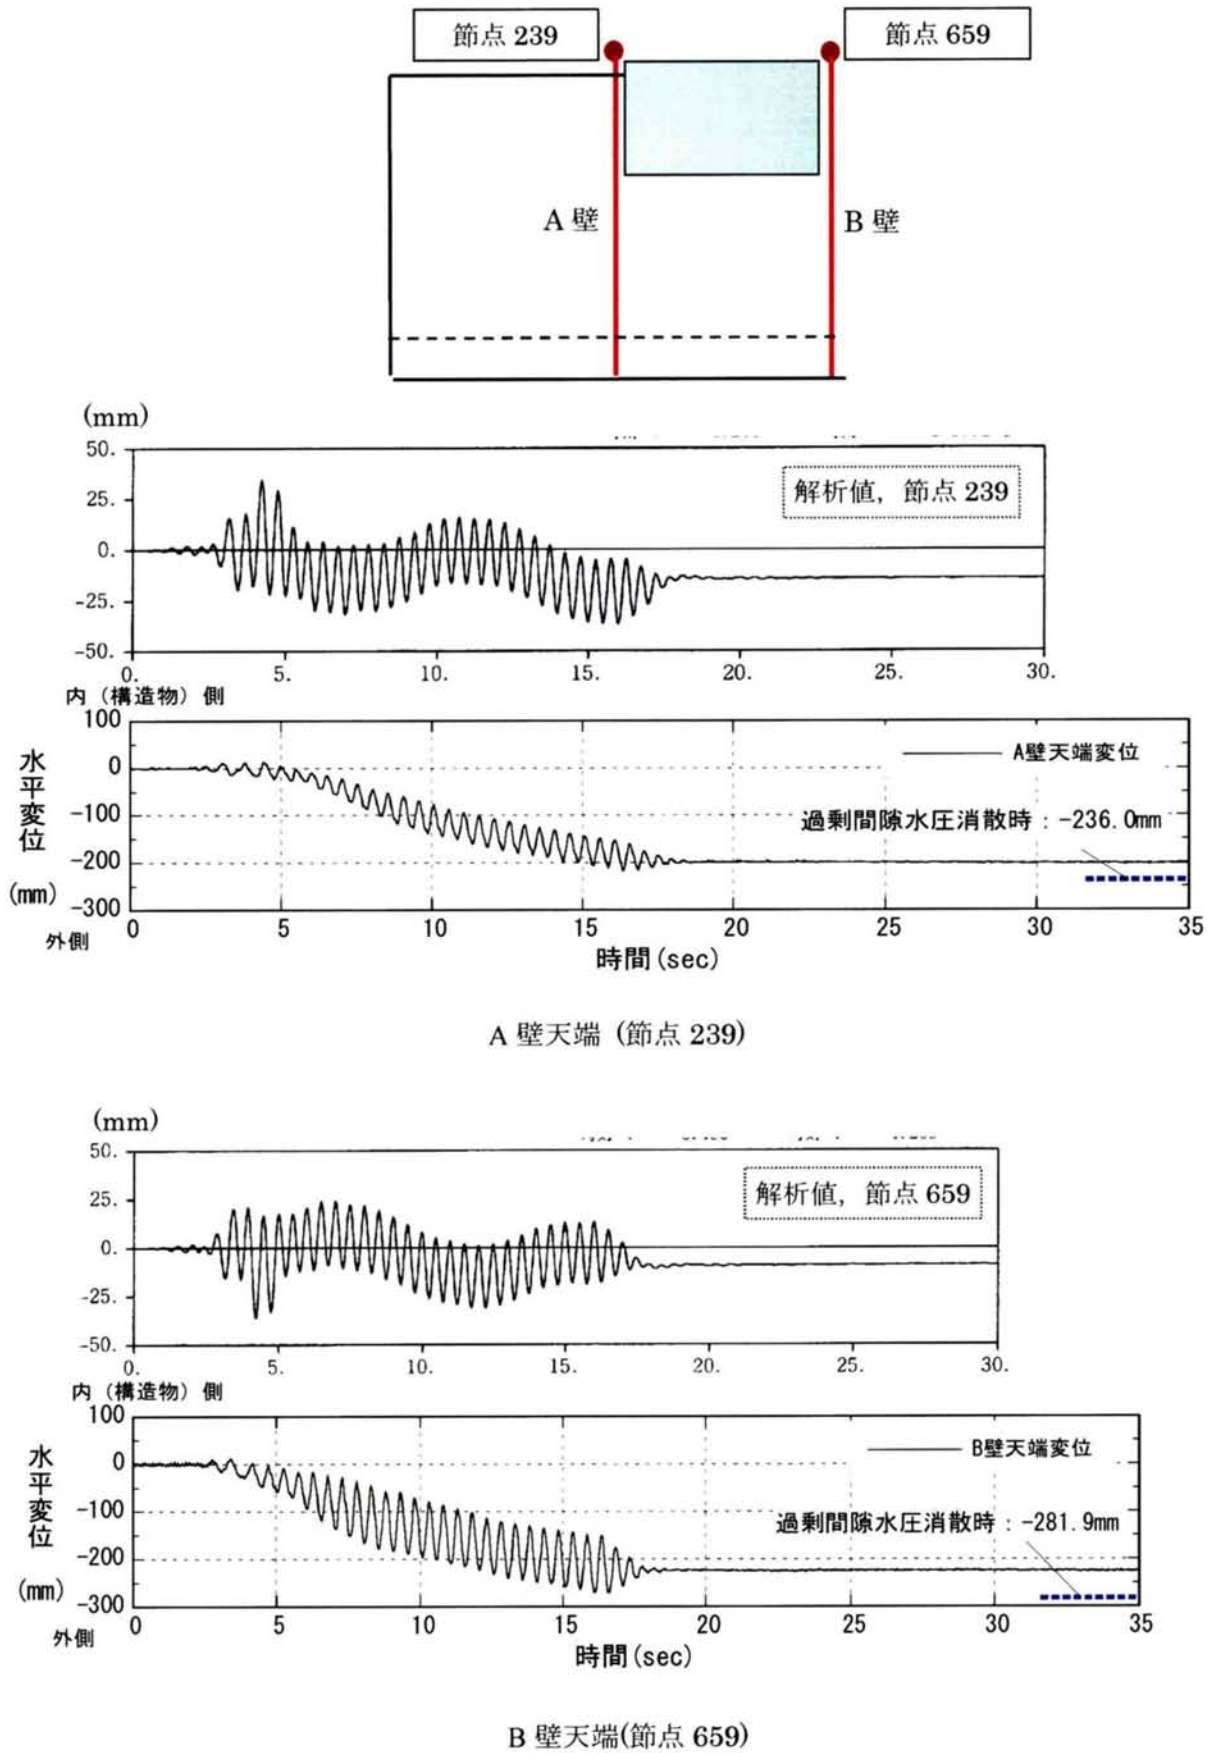 節点 239
節点 659
A 壁
B 壁
(mm)
50.
25.
0.
-25.
-50.
解析値, 節点 239
0. 5. 10. 15. 20. 25. 30.
内（構造物）側
水平変位
(mm)
100
0
-100
-200
-300
A壁天端変位
過剰間隙水圧消散時：-236.0mm
外側
0 5 10 15 20 25 30 35
時間(sec)
A 壁天端 (節点 239)
(mm)
50.
25.
0.
-25.
-50.
解析値, 節点 659
0. 5. 10. 15. 20. 25. 30.
内（構造物）側
水平変位
(mm)
100
0
-100
-200
-300
B壁天端変位
過剰間隙水圧消散時：-281.9mm
外側
0 5 10 15 20 25 30 35
時間(sec)
B 壁天端(節点 659)